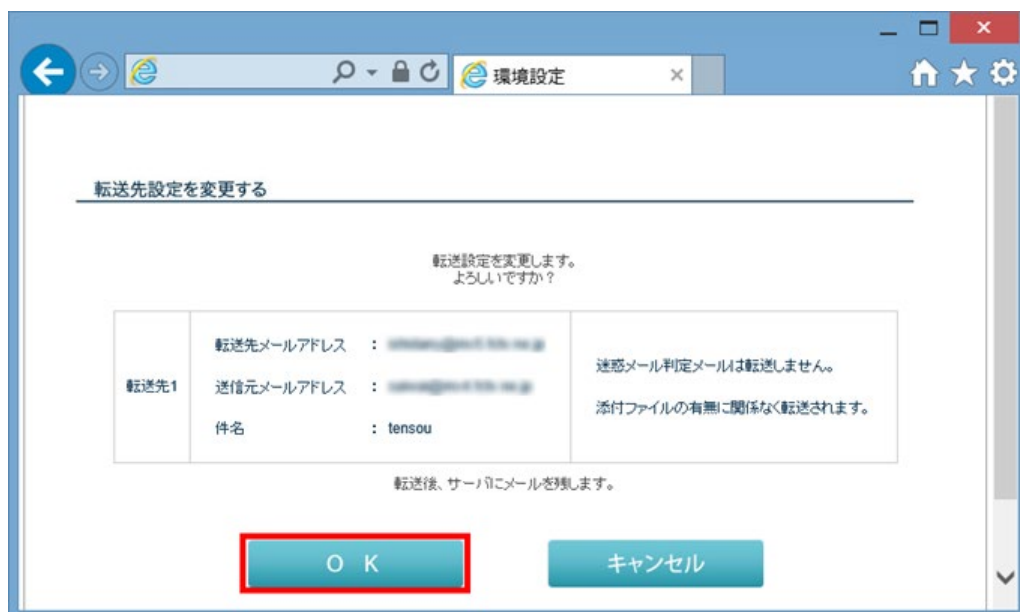 環境設定
転送先設定を変更する
転送設定を変更します。
よろしいですか？
転送先1
転送先メールアドレス ：
送信元メールアドレス ：
件名 ： tensou
迷惑メール判定メールは転送しません。
添付ファイルの有無に関係なく転送されます。
転送後、サーバにメールを残します。
OK
キャンセル